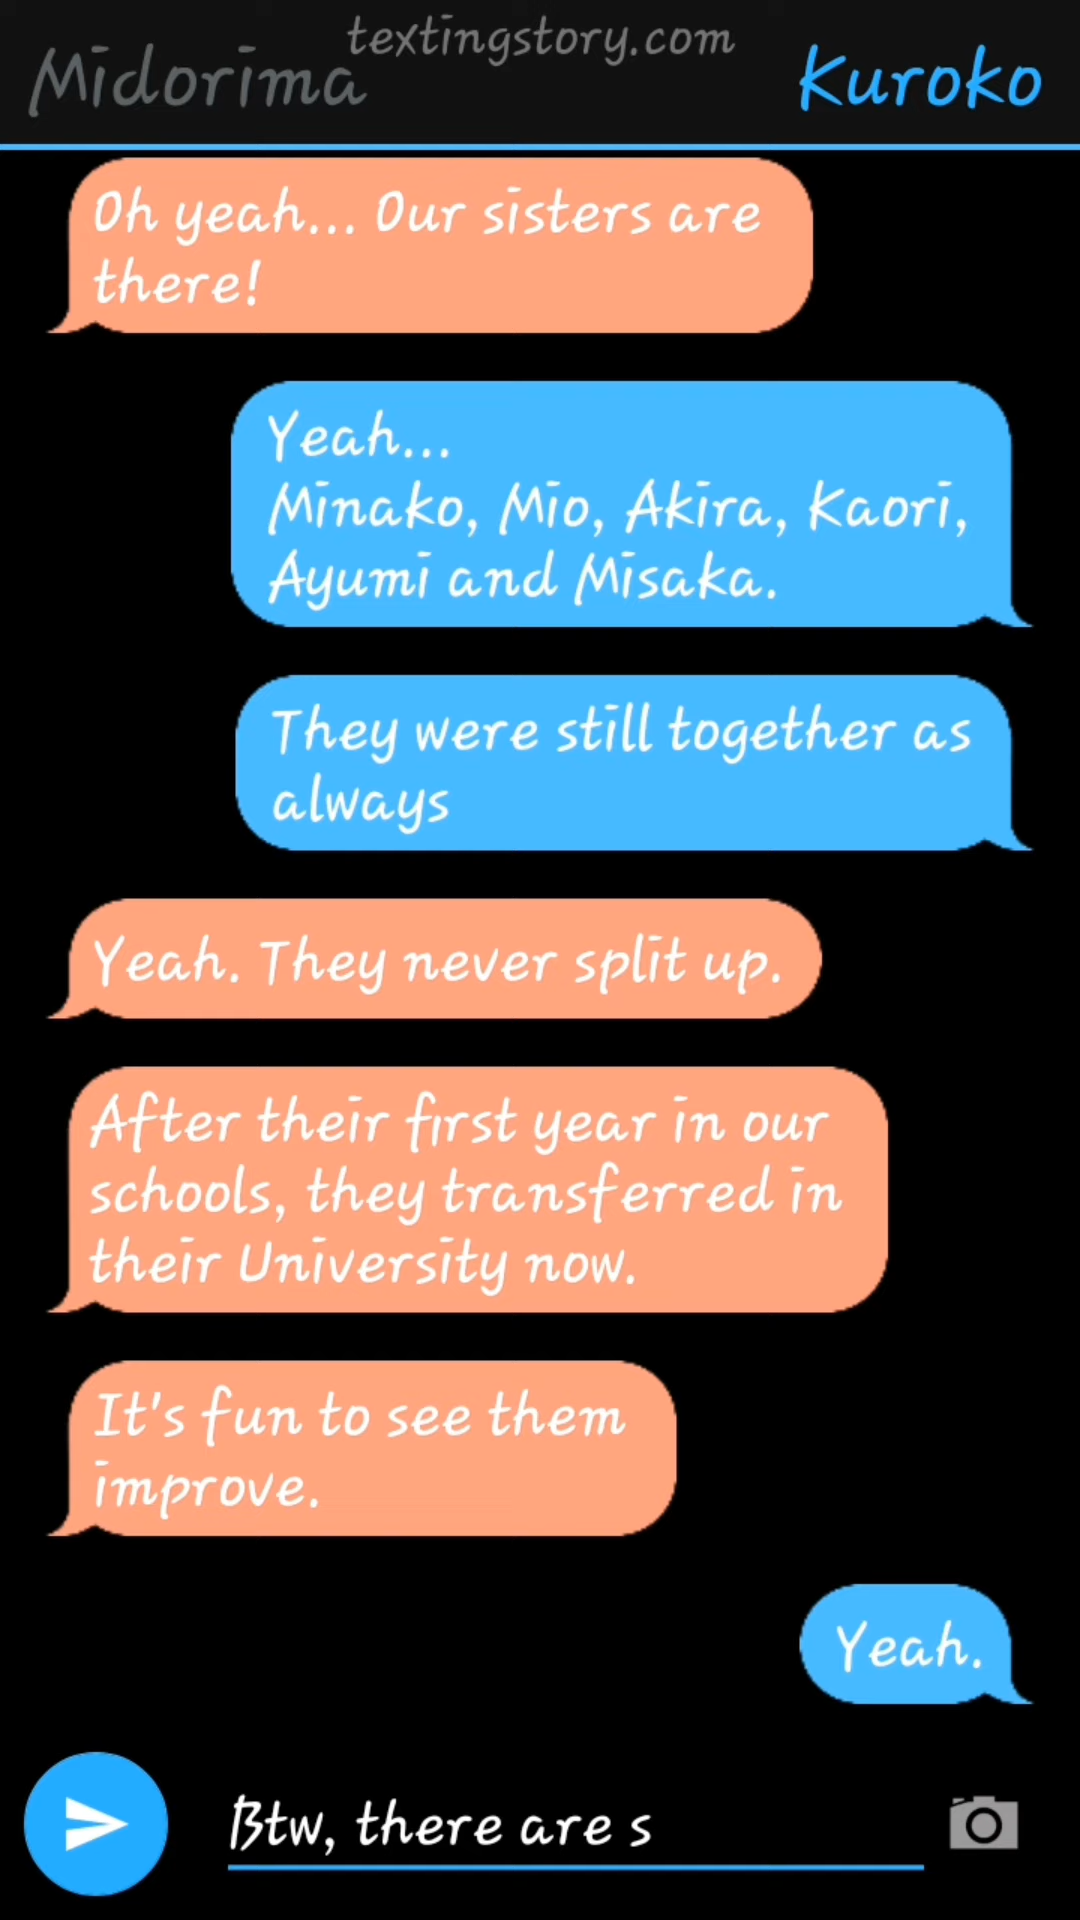 textingstory.com
Midorima
Kuroko
Oh yeah... Our sisters are
there!
Yeah...
Minako, Mio, Akira, Kaori,
Ayumi and Misaka.
They were still together as
always
Yeah. They never split up.
After their first year in our
schools, they transferred in
their University now.
It's fun to see them
improve.
Yeah.
Btw, there are s